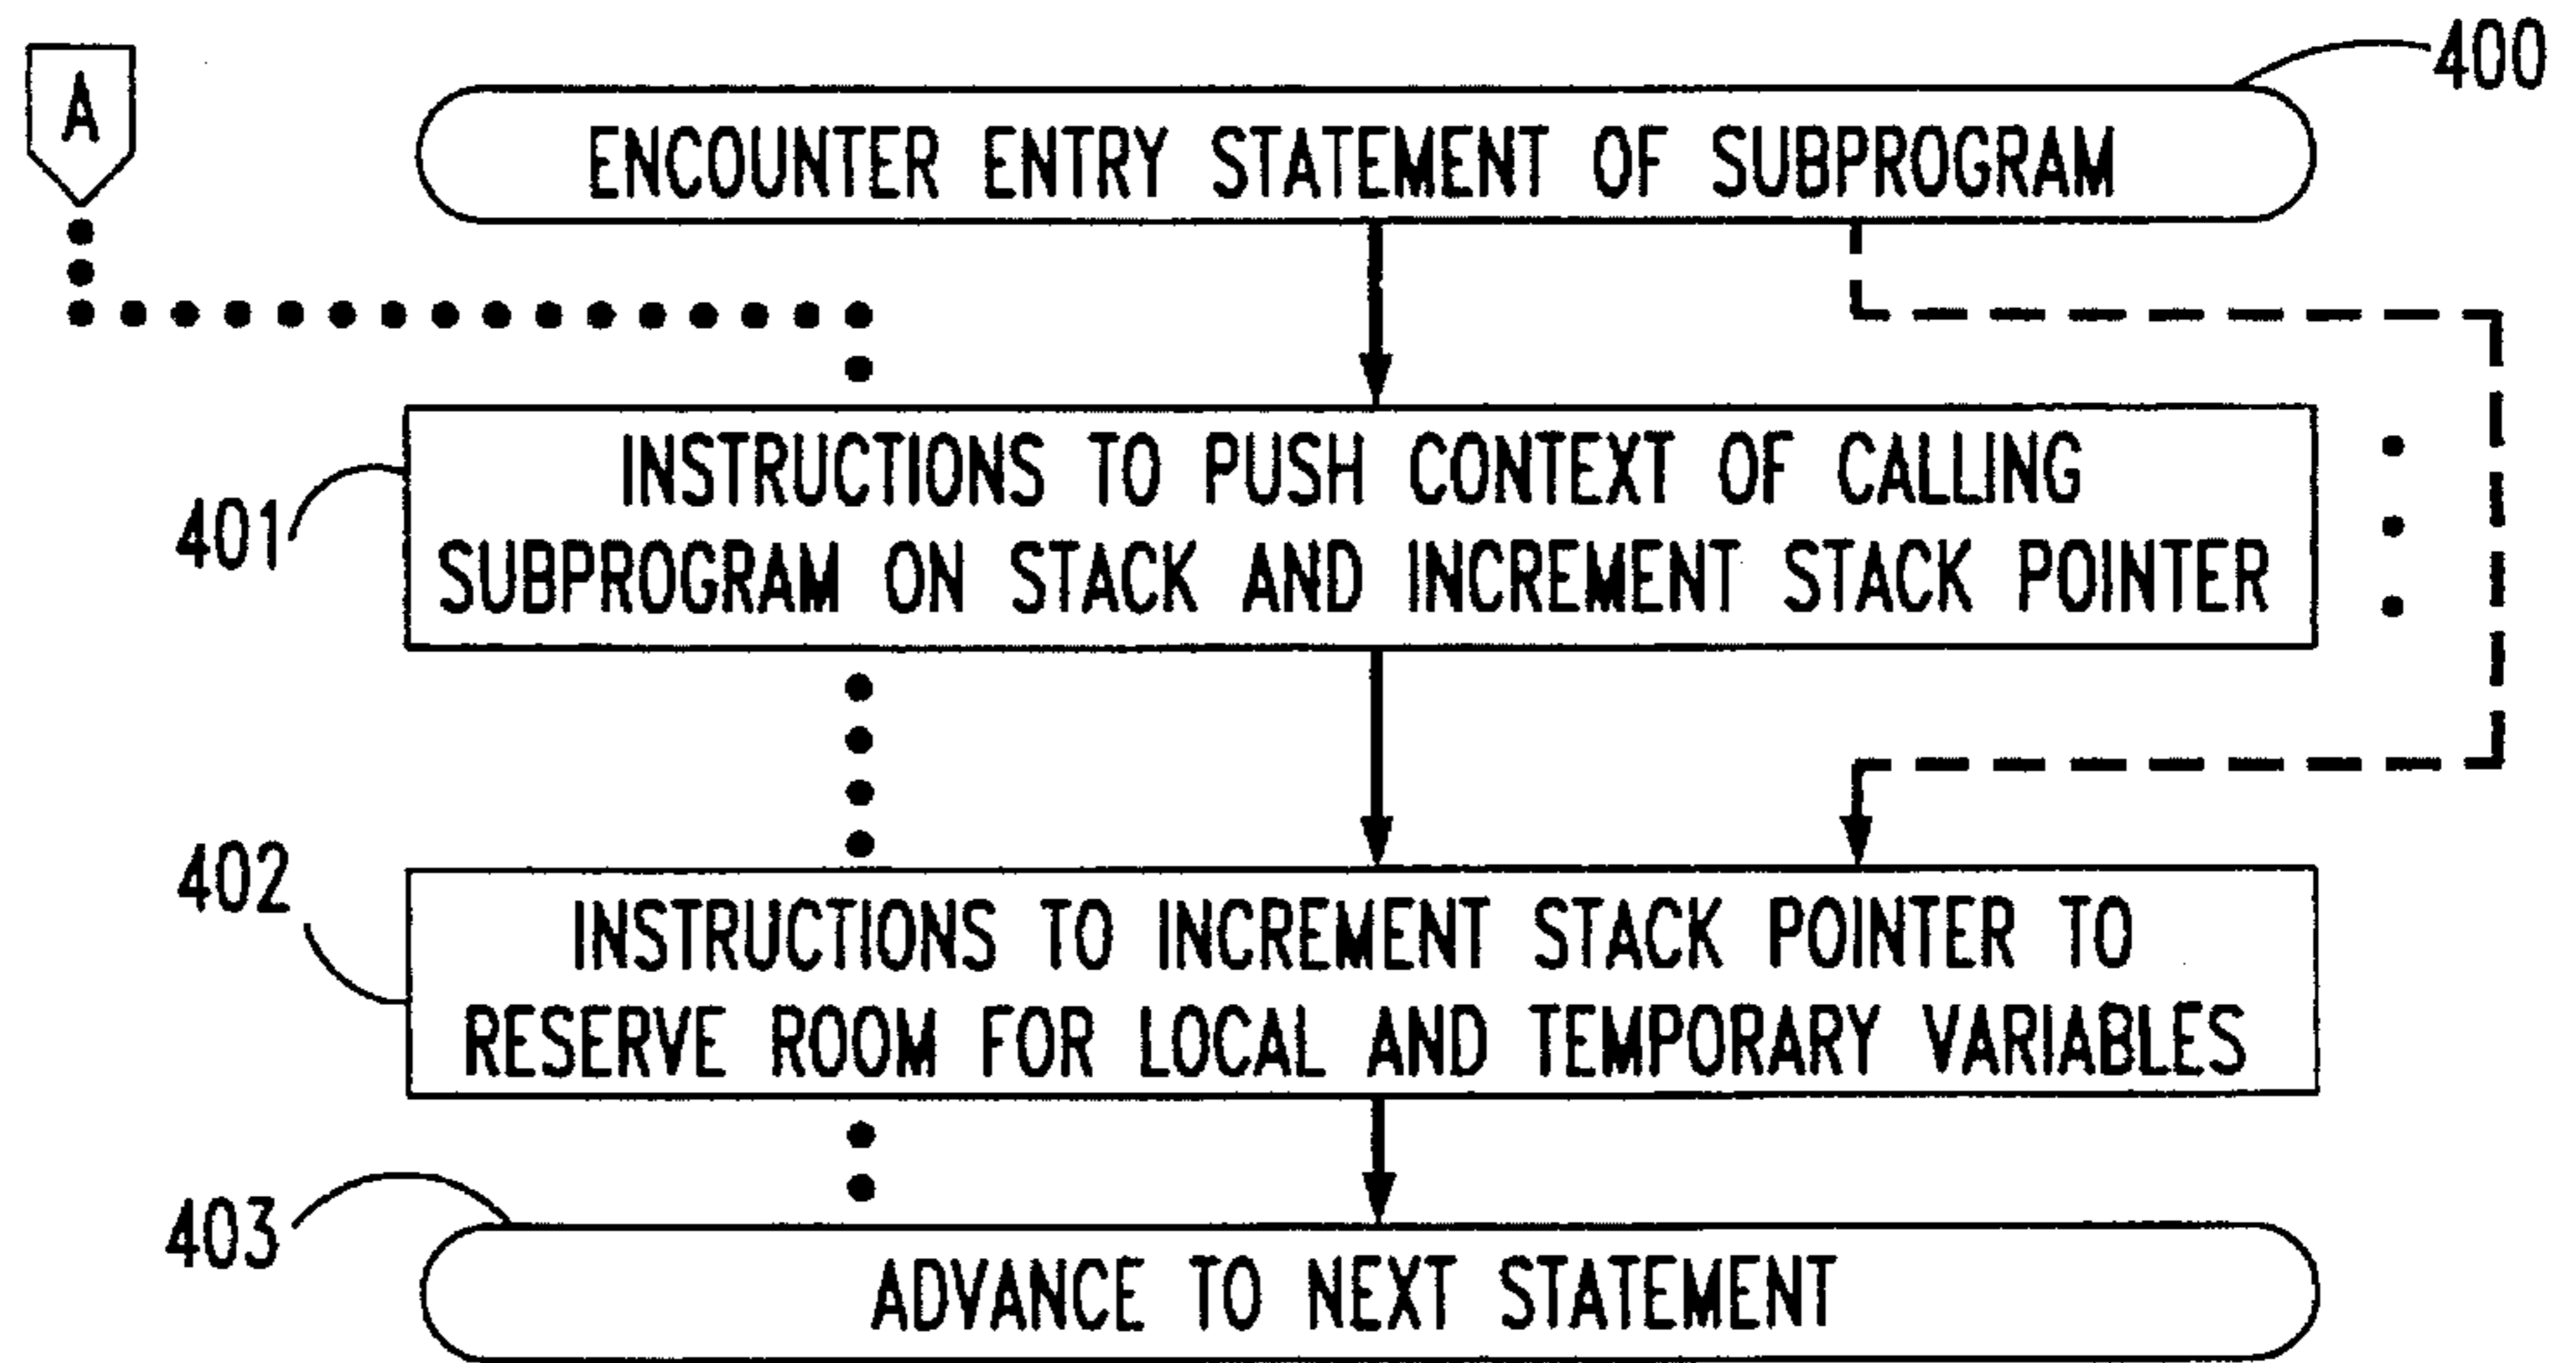 A
400
ENCOUNTER ENTRY STATEMENT OF SUBPROGRAM
401
INSTRUCTIONS TO PUSH CONTEXT OF CALLING
SUBPROGRAM ON STACK AND INCREMENT STACK POINTER
402
INSTRUCTIONS TO INCREMENT STACK POINTER TO
RESERVE ROOM FOR LOCAL AND TEMPORARY VARIABLES
403
ADVANCE TO NEXT STATEMENT